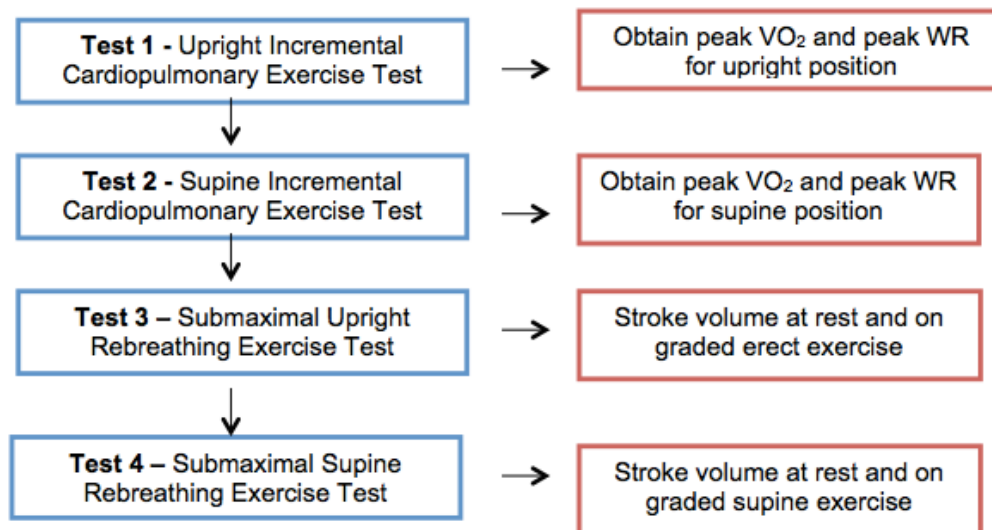 Test 1 - Upright Incremental
Cardiopulmonary Exercise Test
Obtain peak VO₂ and peak WR
for upright position
Test 2 - Supine Incremental
Cardiopulmonary Exercise Test
Obtain peak VO₂ and peak WR
for supine position
Test 3 – Submaximal Upright
Rebreathing Exercise Test
Stroke volume at rest and on
graded erect exercise
Test 4 – Submaximal Supine
Rebreathing Exercise Test
Stroke volume at rest and on
graded supine exercise